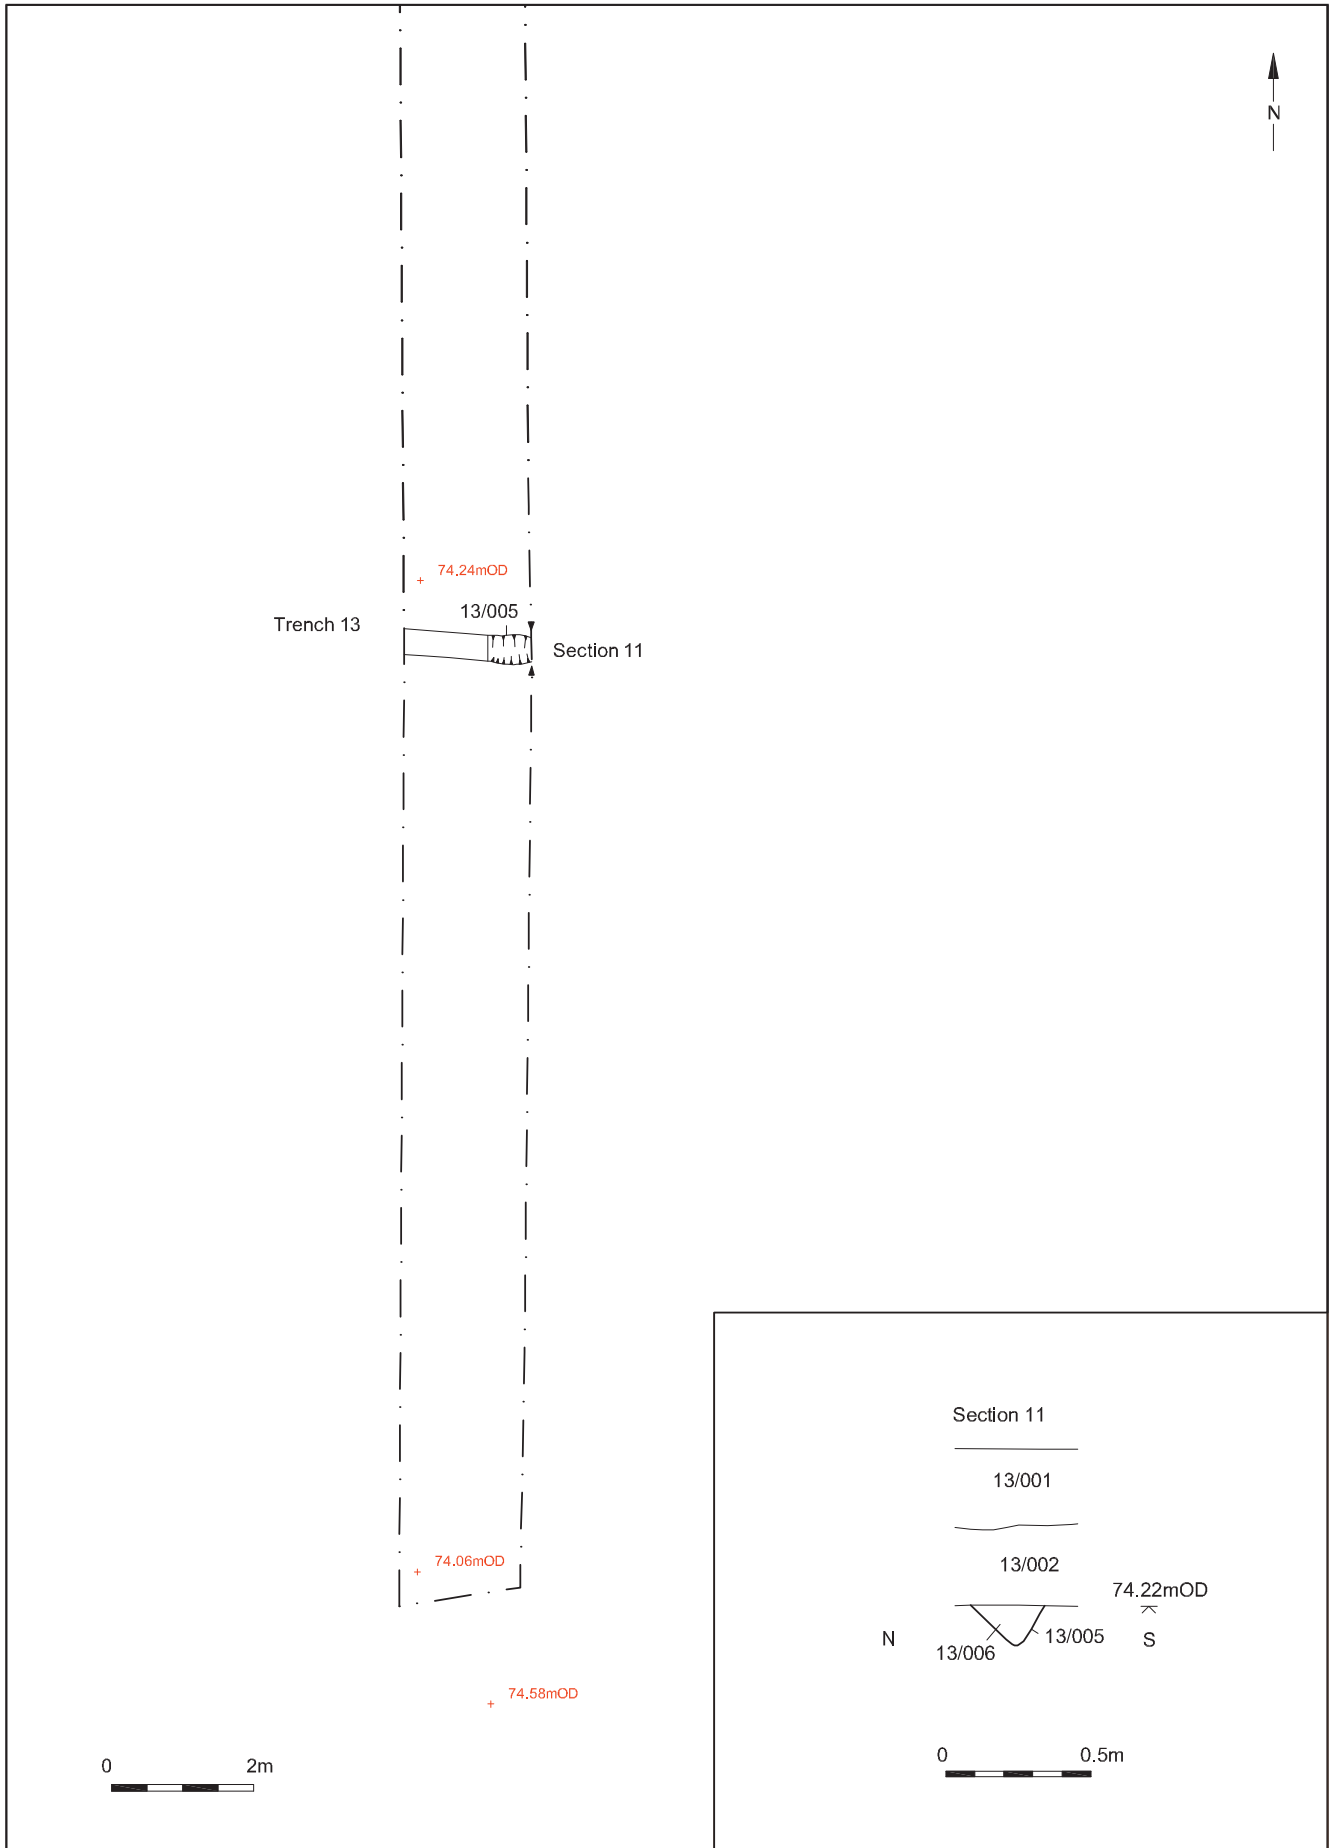 N
74.24mOD
13/005
Trench 13
Section 11
74.06mOD
74.58mOD
0 2m
Section 11
13/001
13/002
74.22mOD
N 13/006 13/005 S
0 0.5m